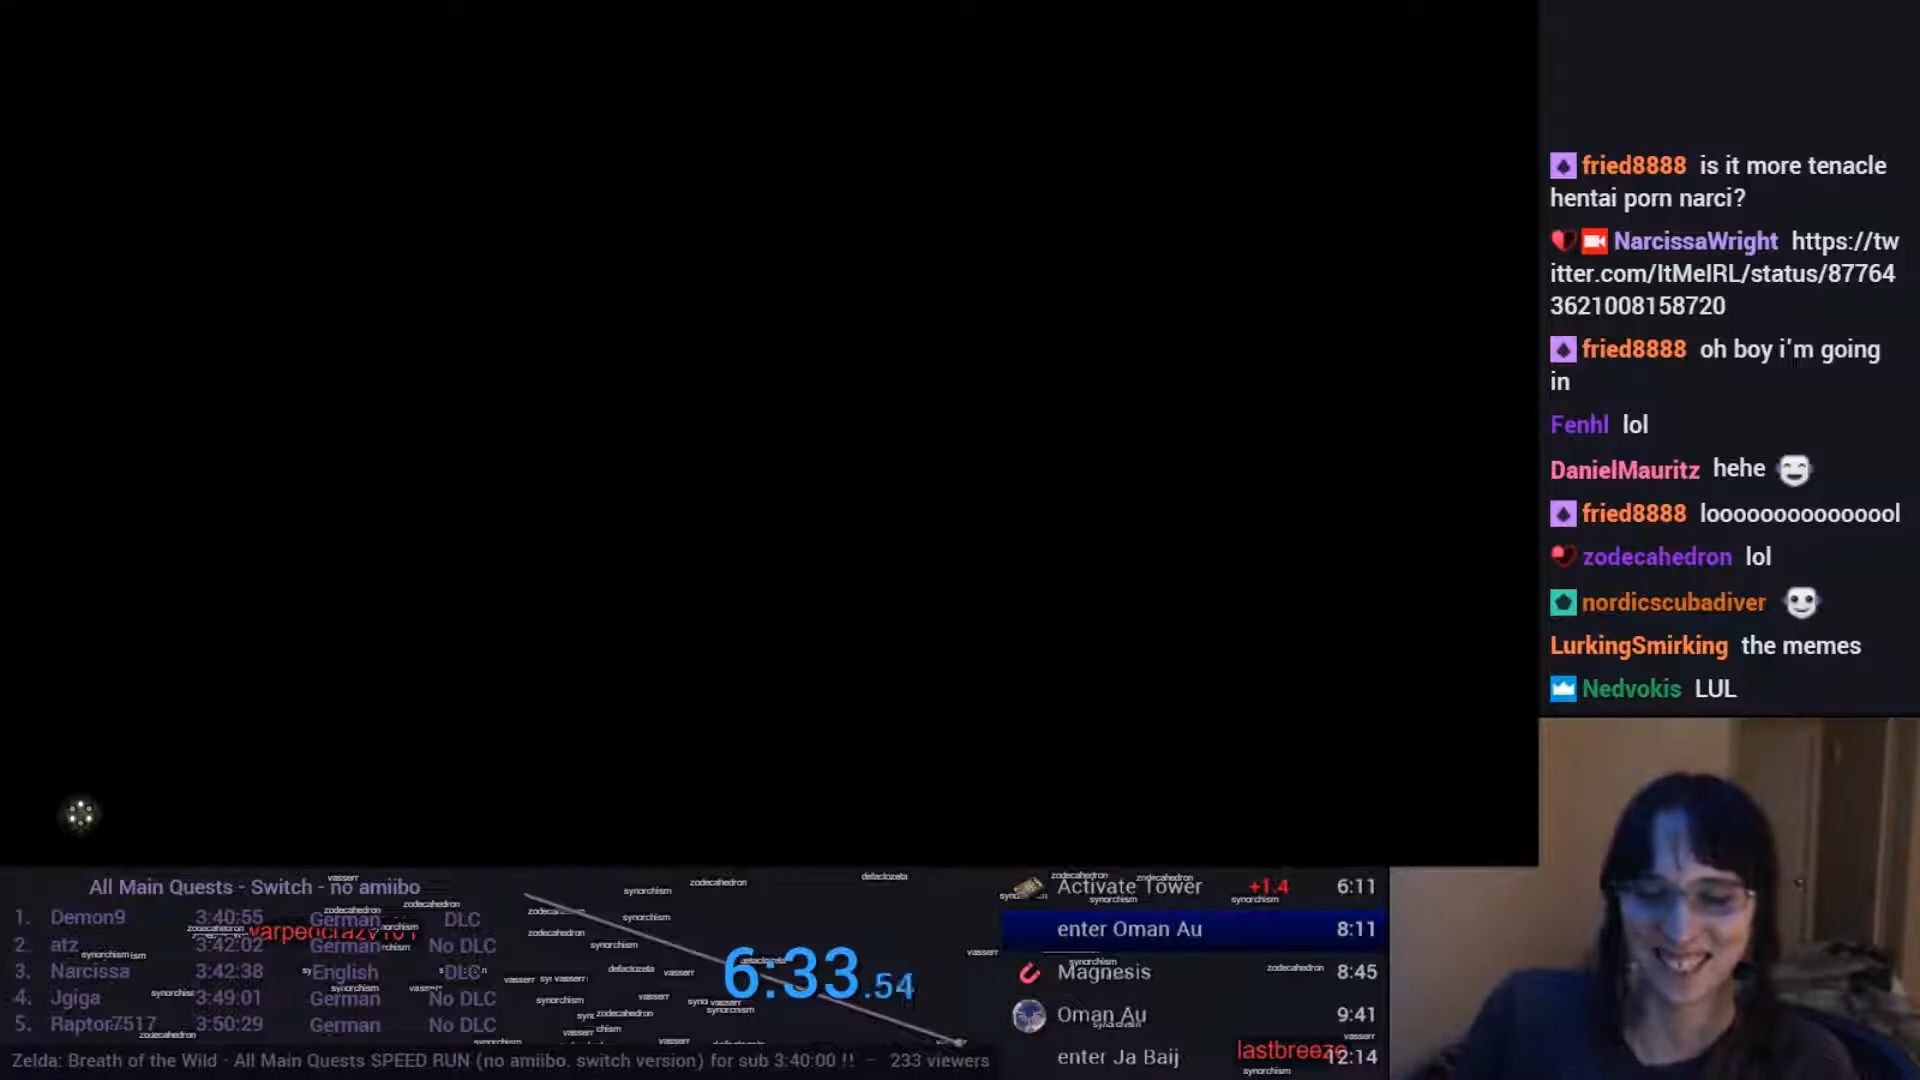 fried8888 is it more tenacle
hentai porn narci?
NarcissaWright https://tw
itter.com/ItMeIRL/status/87764
3621008158720
fried8888 oh boy i'm going
in
Fenhl lol
DanielMauritz hehe
fried8888 looooooooooooool
zodecahedron lol
nordicscubadiver
LurkingSmirking the memes
Nedvokis LUL
All Main Quests - Switch - no amiibo
1. Demon9 3:40:55 German DLC
2. atz 3:42:02 German No DLC
3. Narcissa 3:42:38 English DLC
4. Jgiga 3:49:01 German No DLC
5. Raptor7517 3:50:29 German No DLC
6:33.54
Activate Tower +1.4 6:11
enter Oman Au 8:11
Magnesis 8:45
Oman Au 9:41
enter Ja Baij 12:14
lastbreeze
Zelda: Breath of the Wild - All Main Quests SPEED RUN (no amiibo. switch version) for sub 3:40:00 !! - 233 viewers
vasserr
zodecahedron
synorchism
defactozeta